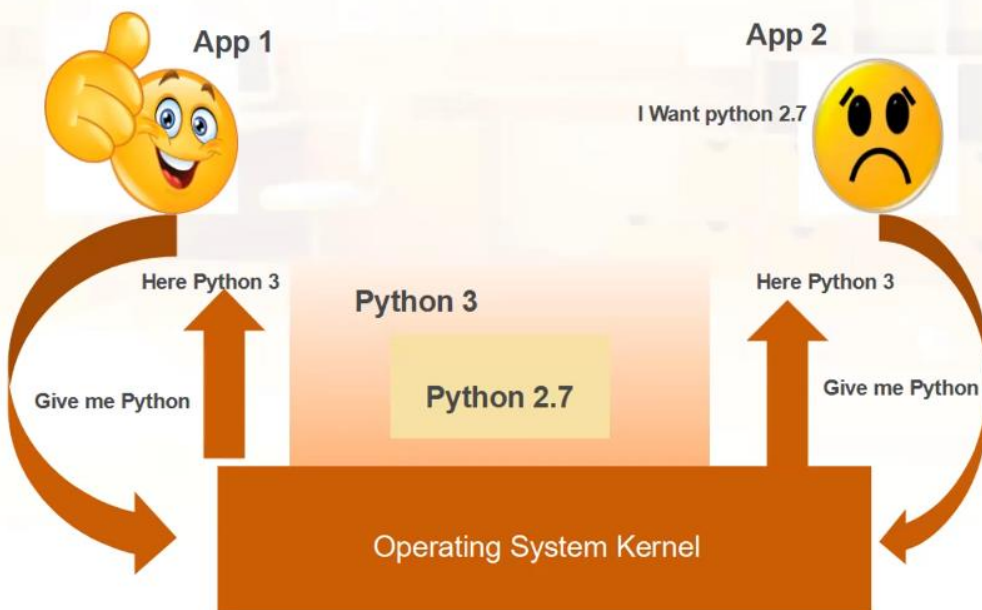 App 1
App 2
I Want python 2.7
Here Python 3
Python 3
Here Python 3
Give me Python
Python 2.7
Give me Python
Operating System Kernel